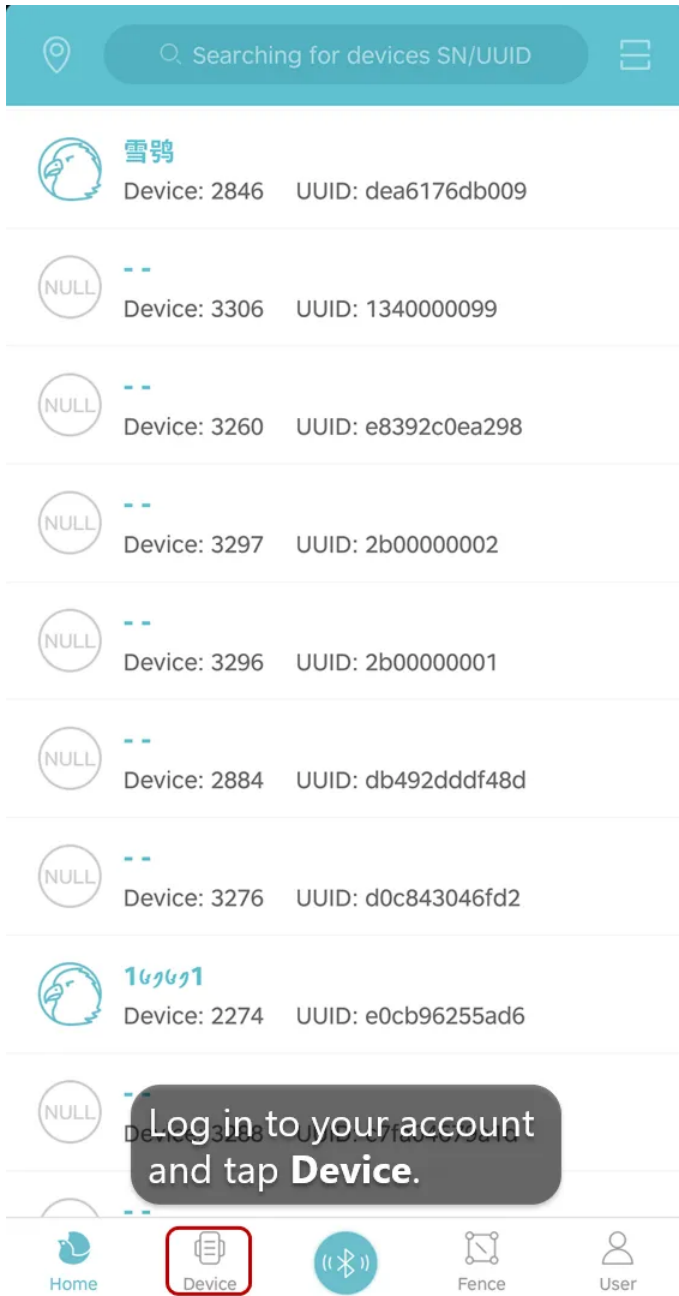 Searching for devices SN/UUID
雪鸮
Device: 2846 UUID: dea6176db009
NULL
- -
Device: 3306 UUID: 1340000099
NULL
- -
Device: 3260 UUID: e8392c0ea298
NULL
- -
Device: 3297 UUID: 2b00000002
NULL
- -
Device: 3296 UUID: 2b00000001
NULL
- -
Device: 2884 UUID: db492dddf48d
NULL
- -
Device: 3276 UUID: d0c843046fd2
Device: 2274 UUID: e0cb96255ad6
NULL
- -
Device: 3288 UUID:
Log in to your account
and tap Device.
- -
Home Device Fence User